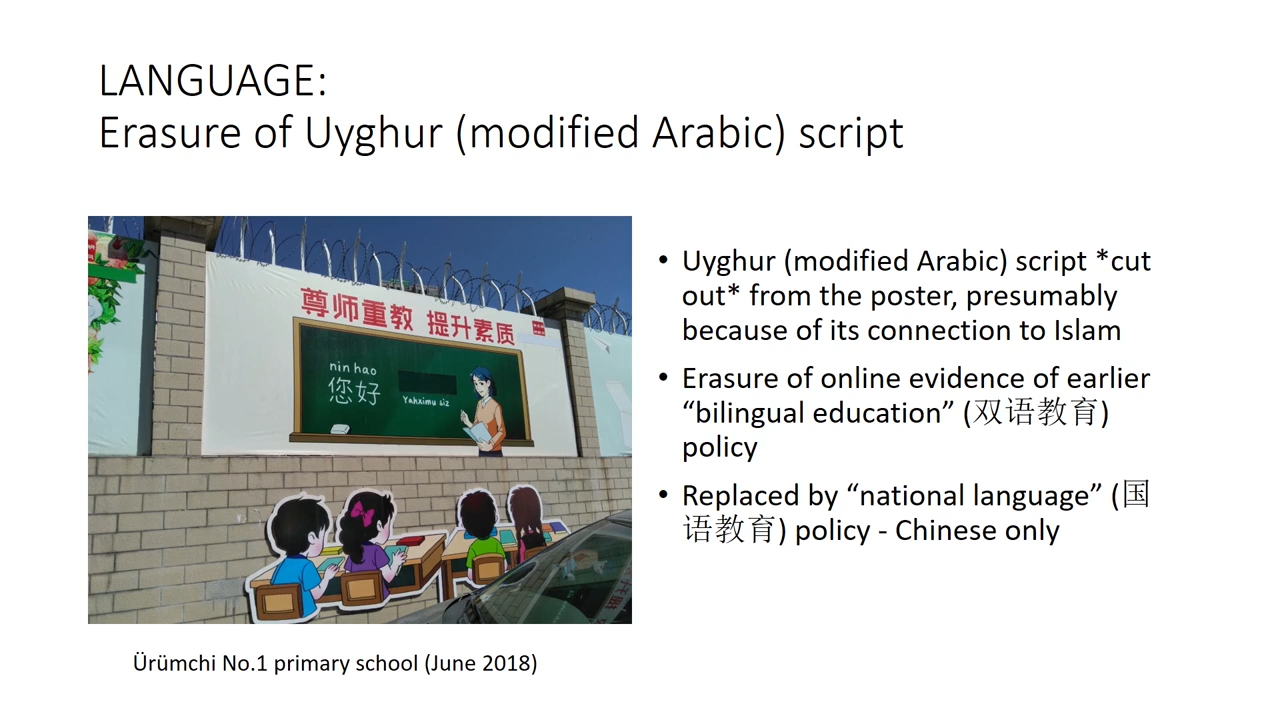 LANGUAGE:
Erasure of Uyghur (modified Arabic) script
尊师重教 提升素质
nin hao
您好
Yahximu siz
• Uyghur (modified Arabic) script *cut
out* from the poster, presumably
because of its connection to Islam
• Erasure of online evidence of earlier
“bilingual education” (双语教育)
policy
• Replaced by “national language” (国
语教育) policy - Chinese only
Ürümchi No.1 primary school (June 2018)